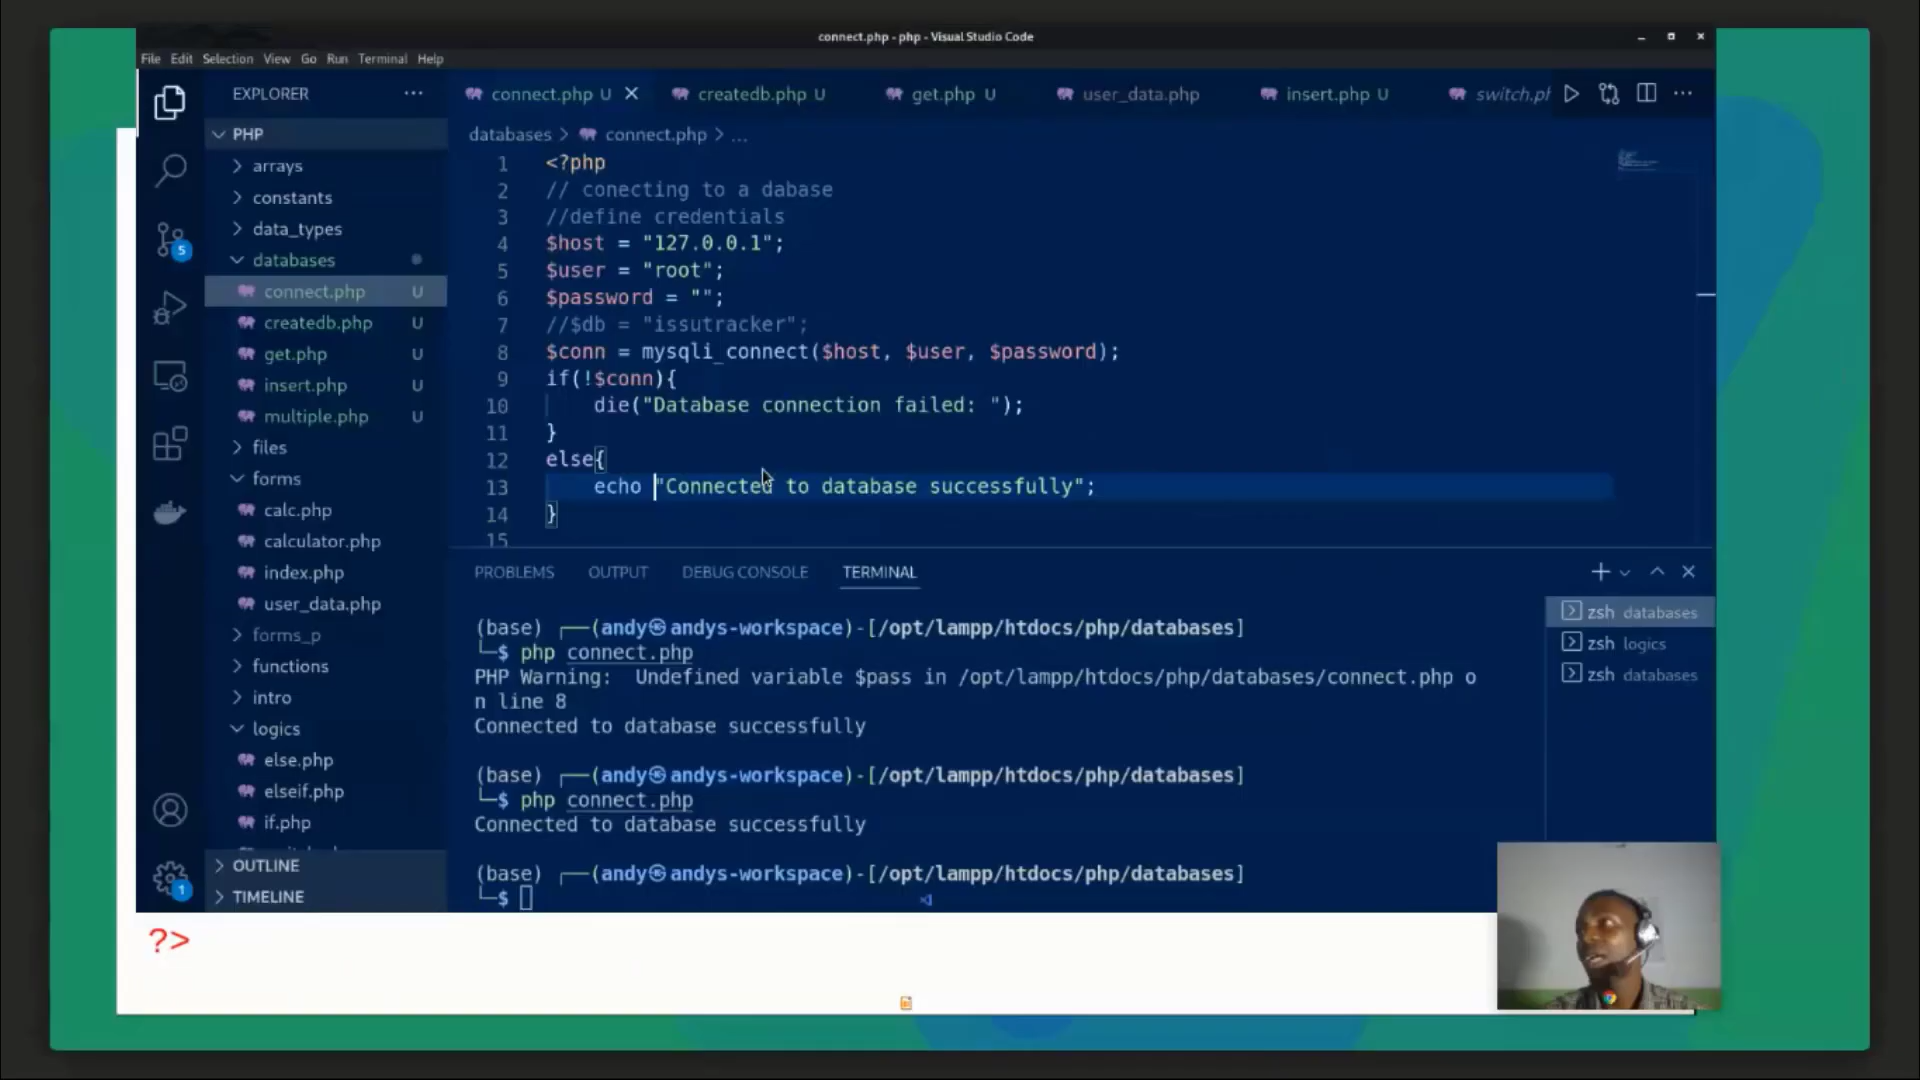 connect.php - php - Visual Studio Code
File Edit Selection View Go Run Terminal Help
EXPLORER ···
connect.php U
createdb.php U
get.php U
user_data.php
insert.php U
switch.ph
PHP
arrays
constants
data_types
databases
connect.php U
createdb.php U
get.php U
insert.php U
multiple.php U
files
forms
calc.php
calculator.php
index.php
user_data.php
forms_p
functions
intro
logics
else.php
elseif.php
if.php
OUTLINE
TIMELINE
5
1
databases > connect.php > ...
1 <?php
2 // conecting to a dabase
3 //define credentials
4 $host = "127.0.0.1";
5 $user = "root";
6 $password = "";
7 //$db = "issutracker";
8 $conn = mysqli_connect($host, $user, $password);
9 if(!$conn){
10 die("Database connection failed: ");
11 }
12 else{
13 echo "Connected to database successfully";
14 }
15
PROBLEMS OUTPUT DEBUG CONSOLE TERMINAL
(base) ┌──(andy㉿andys-workspace)-[/opt/lampp/htdocs/php/databases]
└─$ php connect.php
PHP Warning:  Undefined variable $pass in /opt/lampp/htdocs/php/databases/connect.php o
n line 8
Connected to database successfully
(base) ┌──(andy㉿andys-workspace)-[/opt/lampp/htdocs/php/databases]
└─$ php connect.php
Connected to database successfully
(base) ┌──(andy㉿andys-workspace)-[/opt/lampp/htdocs/php/databases]
└─$
zsh databases
zsh logics
zsh databases
?>